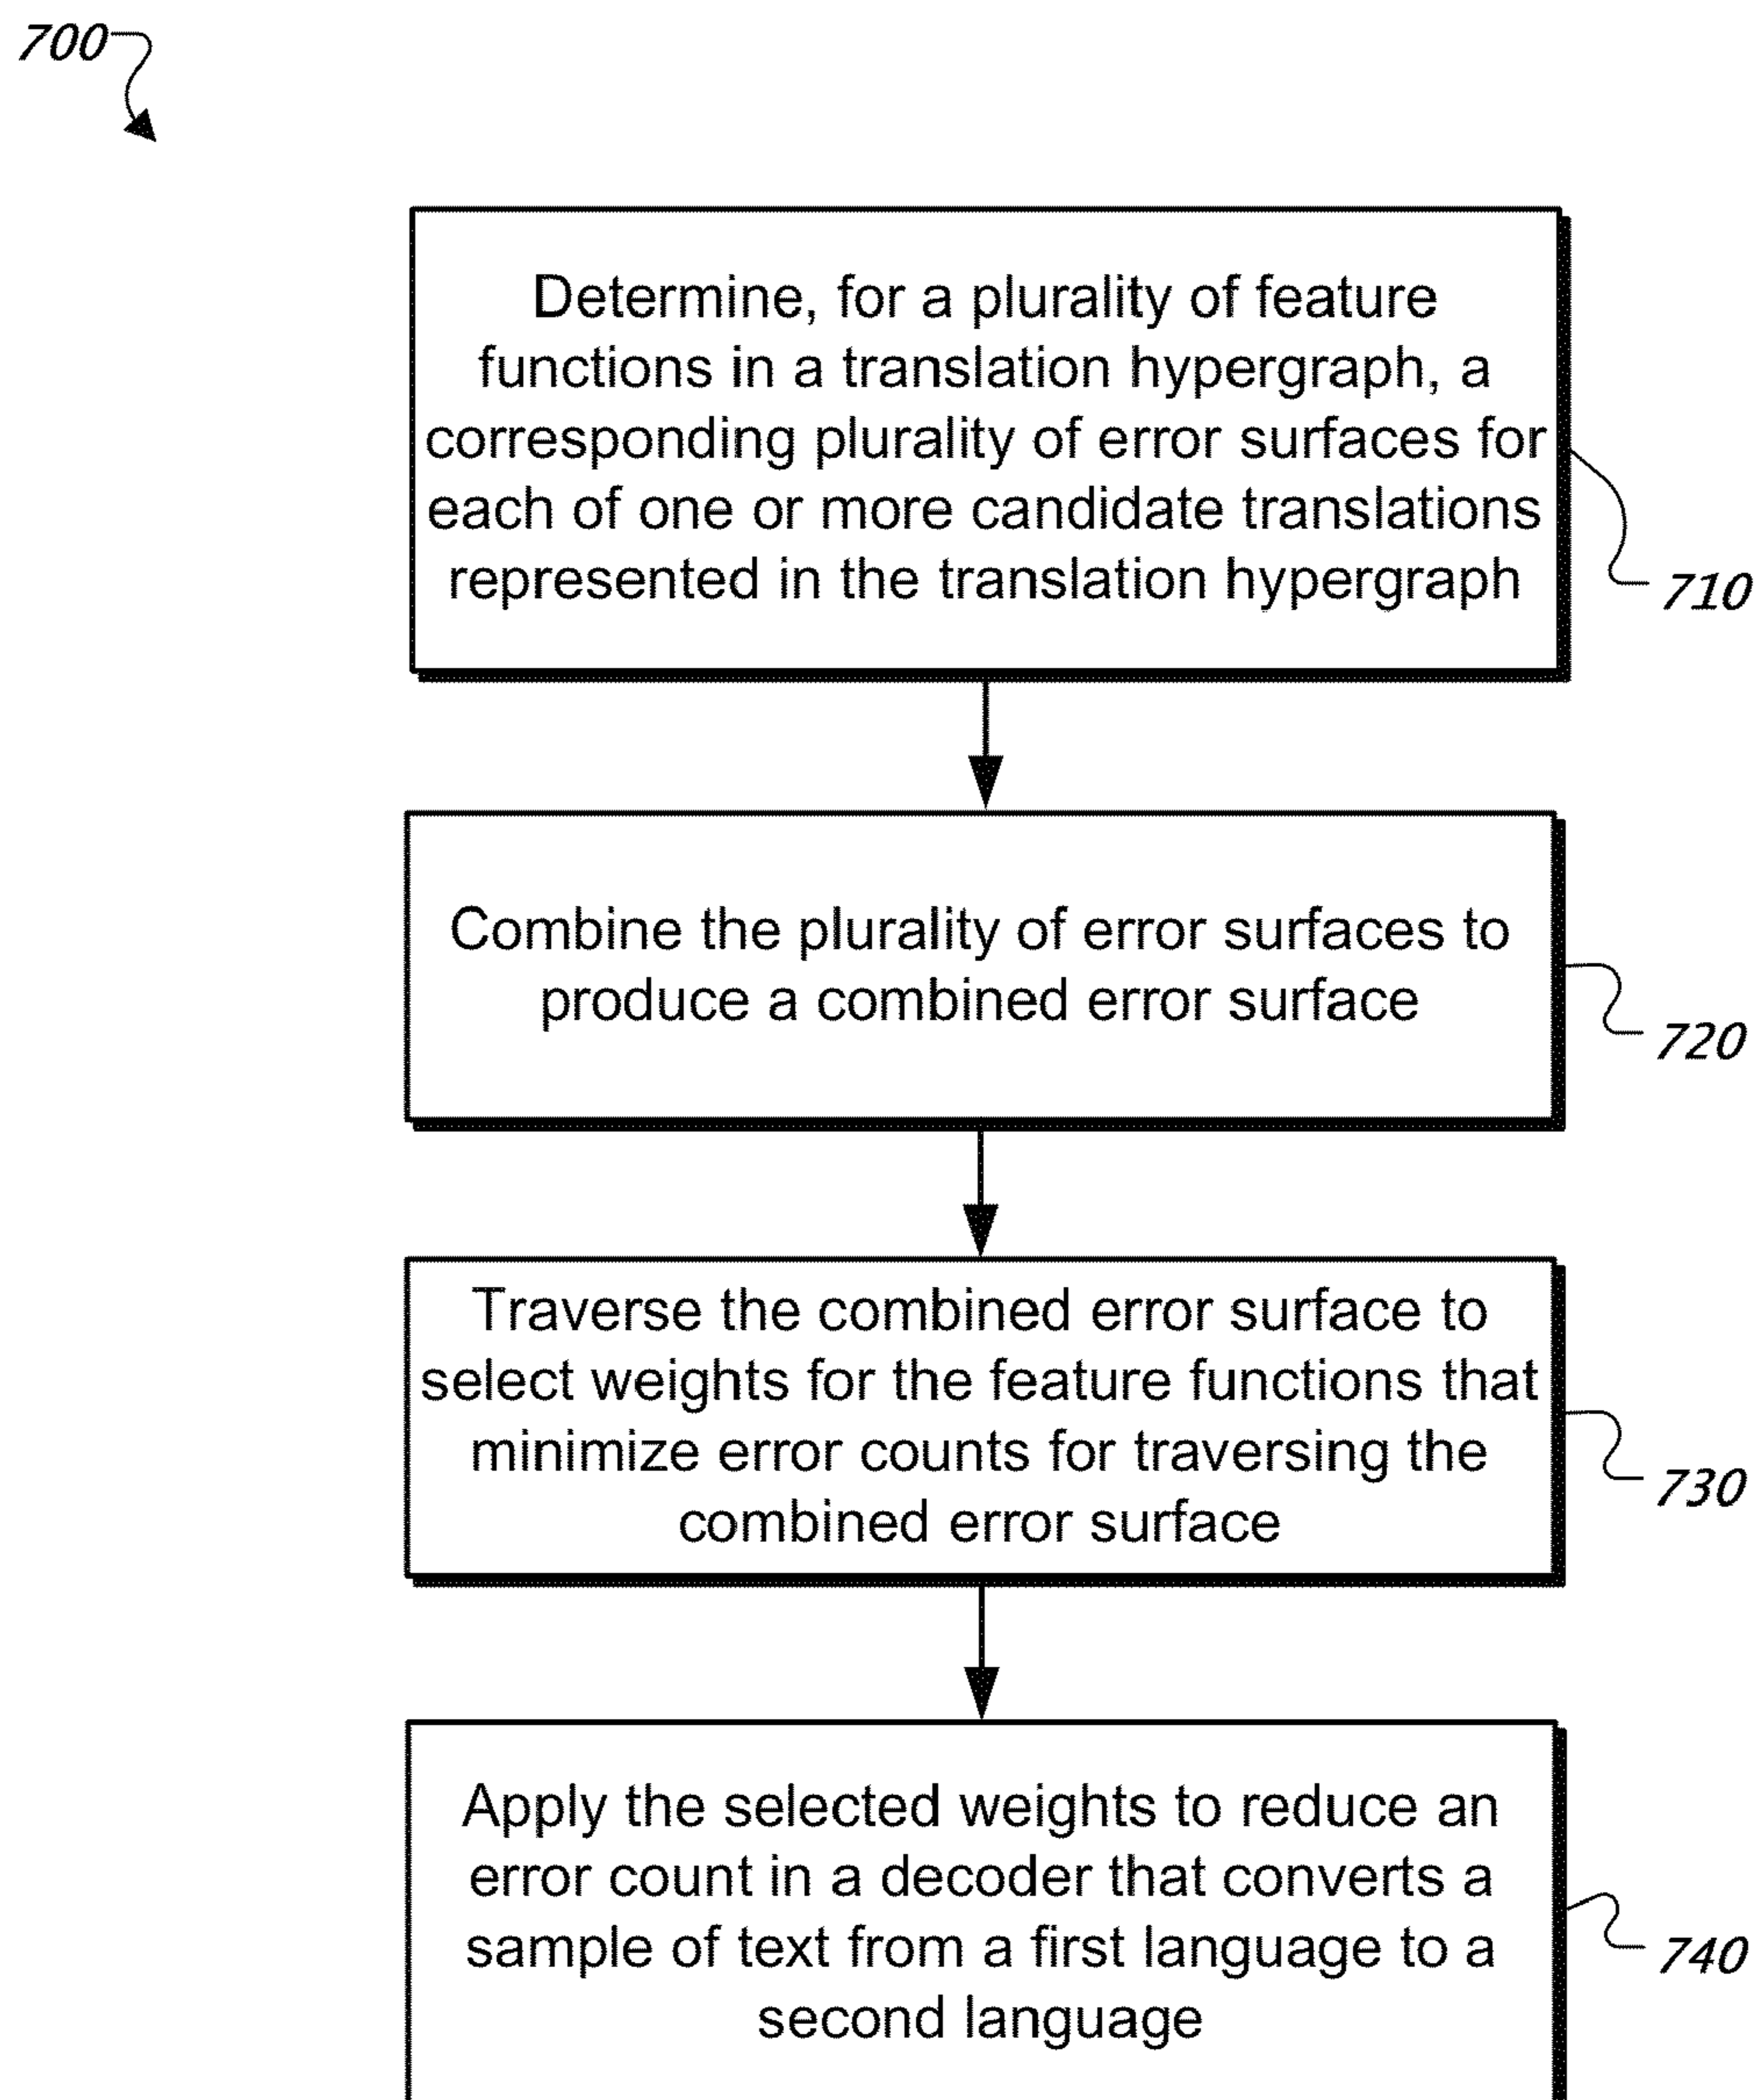 700
Determine, for a plurality of feature
functions in a translation hypergraph, a
corresponding plurality of error surfaces for
each of one or more candidate translations
represented in the translation hypergraph
710
Combine the plurality of error surfaces to
produce a combined error surface
720
Traverse the combined error surface to
select weights for the feature functions that
minimize error counts for traversing the
combined error surface
730
Apply the selected weights to reduce an
error count in a decoder that converts a
sample of text from a first language to a
second language
740